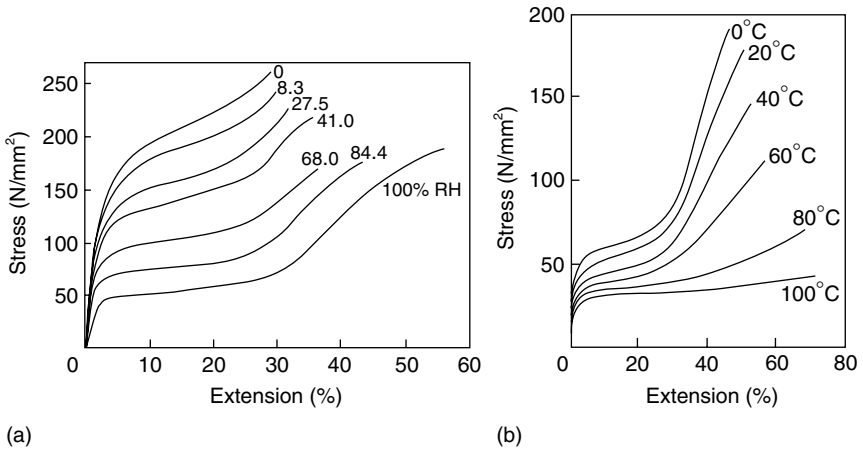 250
200
150
100
50
0
10
20
30
40
50
60
Stress (N/mm²)
Extension (%)
0
8.3
27.5
41.0
68.0
84.4
100% RH
(a)
200
150
100
50
0
20
40
60
80
Stress (N/mm²)
Extension (%)
0°C
20°C
40°C
60°C
80°C
100°C
(b)